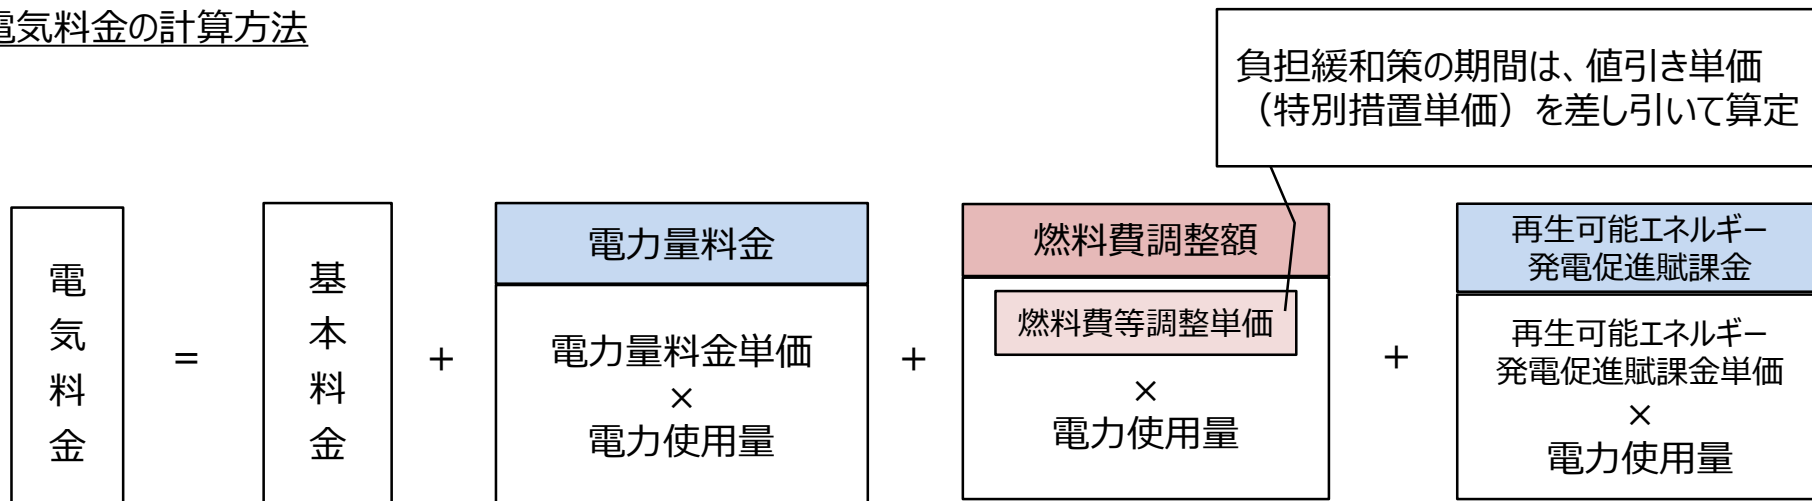 電気料金の計算方法
負担緩和策の期間は、値引き単価
（特別措置単価）を差し引いて算定
電気料金
=
基本料金
+
電力量料金
電力量料金単価
×
電力使用量
+
燃料費調整額
燃料費等調整単価
×
電力使用量
+
再生可能エネルギー
発電促進賦課金
再生可能エネルギー
発電促進賦課金単価
×
電力使用量